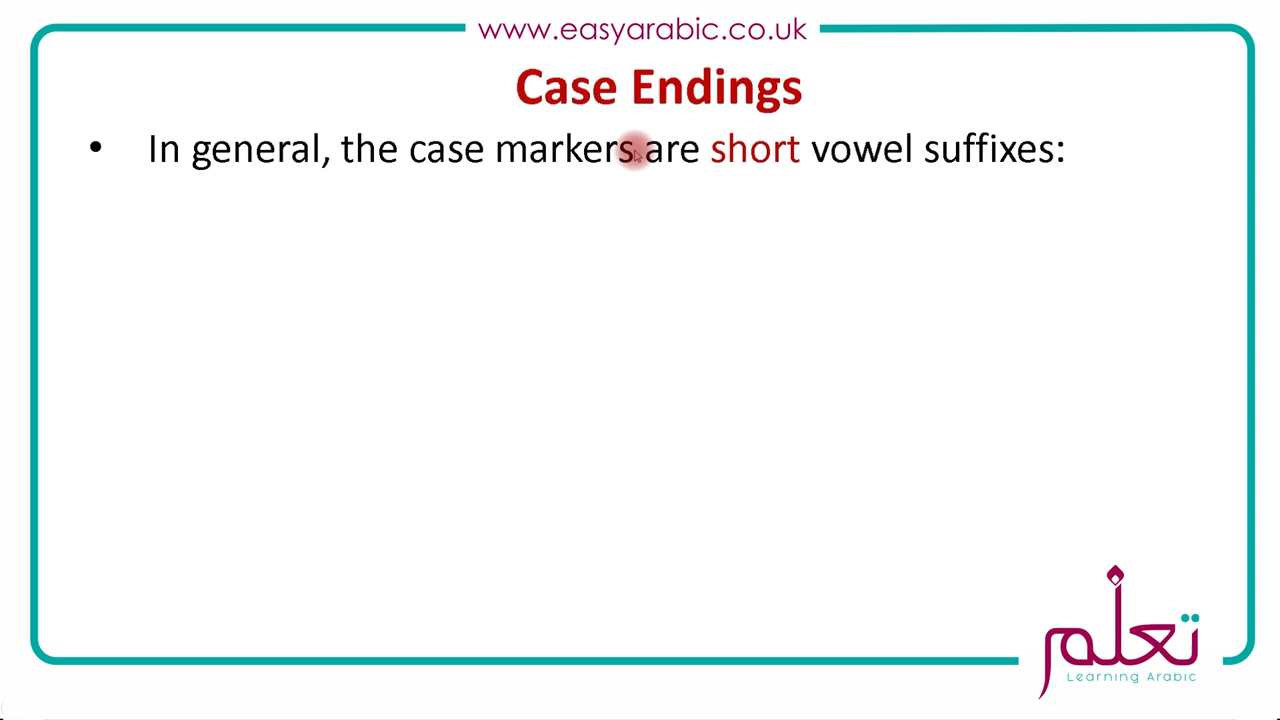 www.easyarabic.co.uk
Case Endings
• In general, the case markers are short vowel suffixes:
تعلم
Learning Arabic